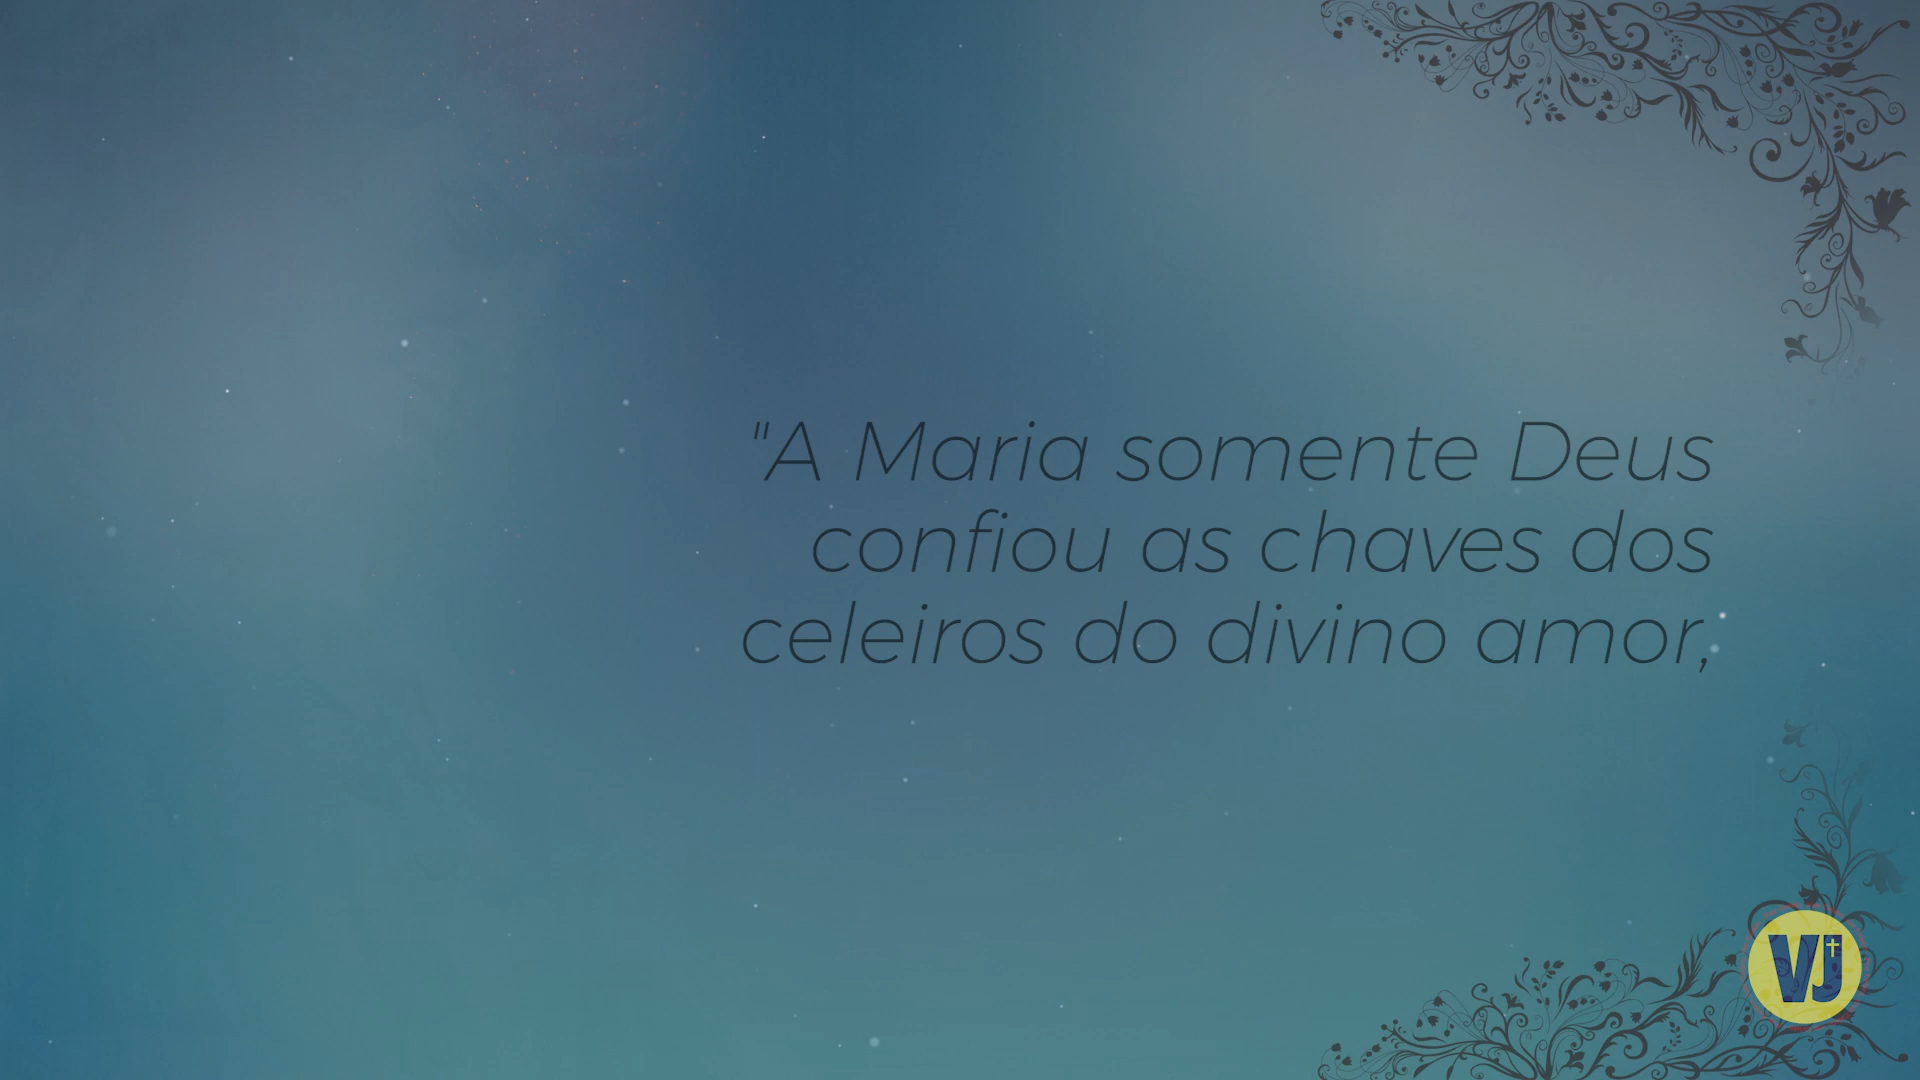 "A Maria somente Deus
confiou as chaves dos
celeiros do divino amor,
VJ